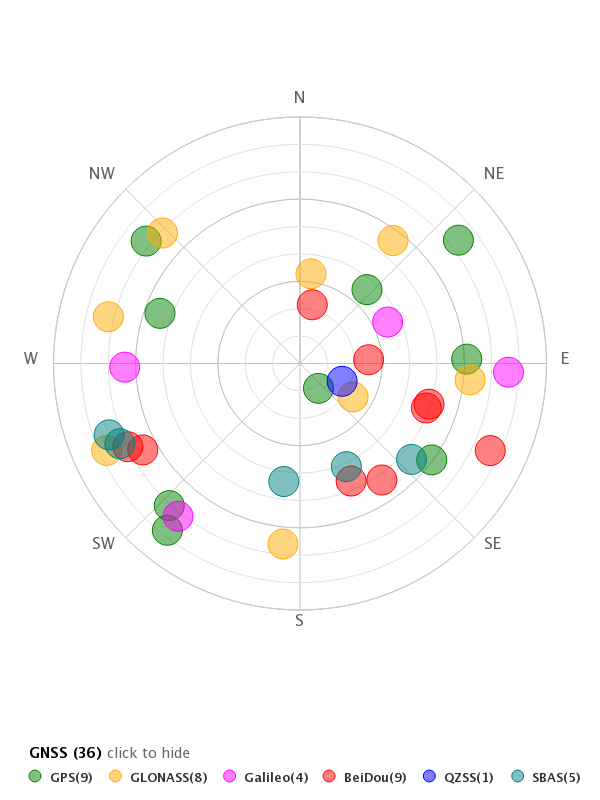 N
NW
NE
W
E
SW
SE
S
GNSS (36) click to hide
GPS(9) GLONASS(8) Galileo(4) BeiDou(9) QZSS(1) SBAS(5)